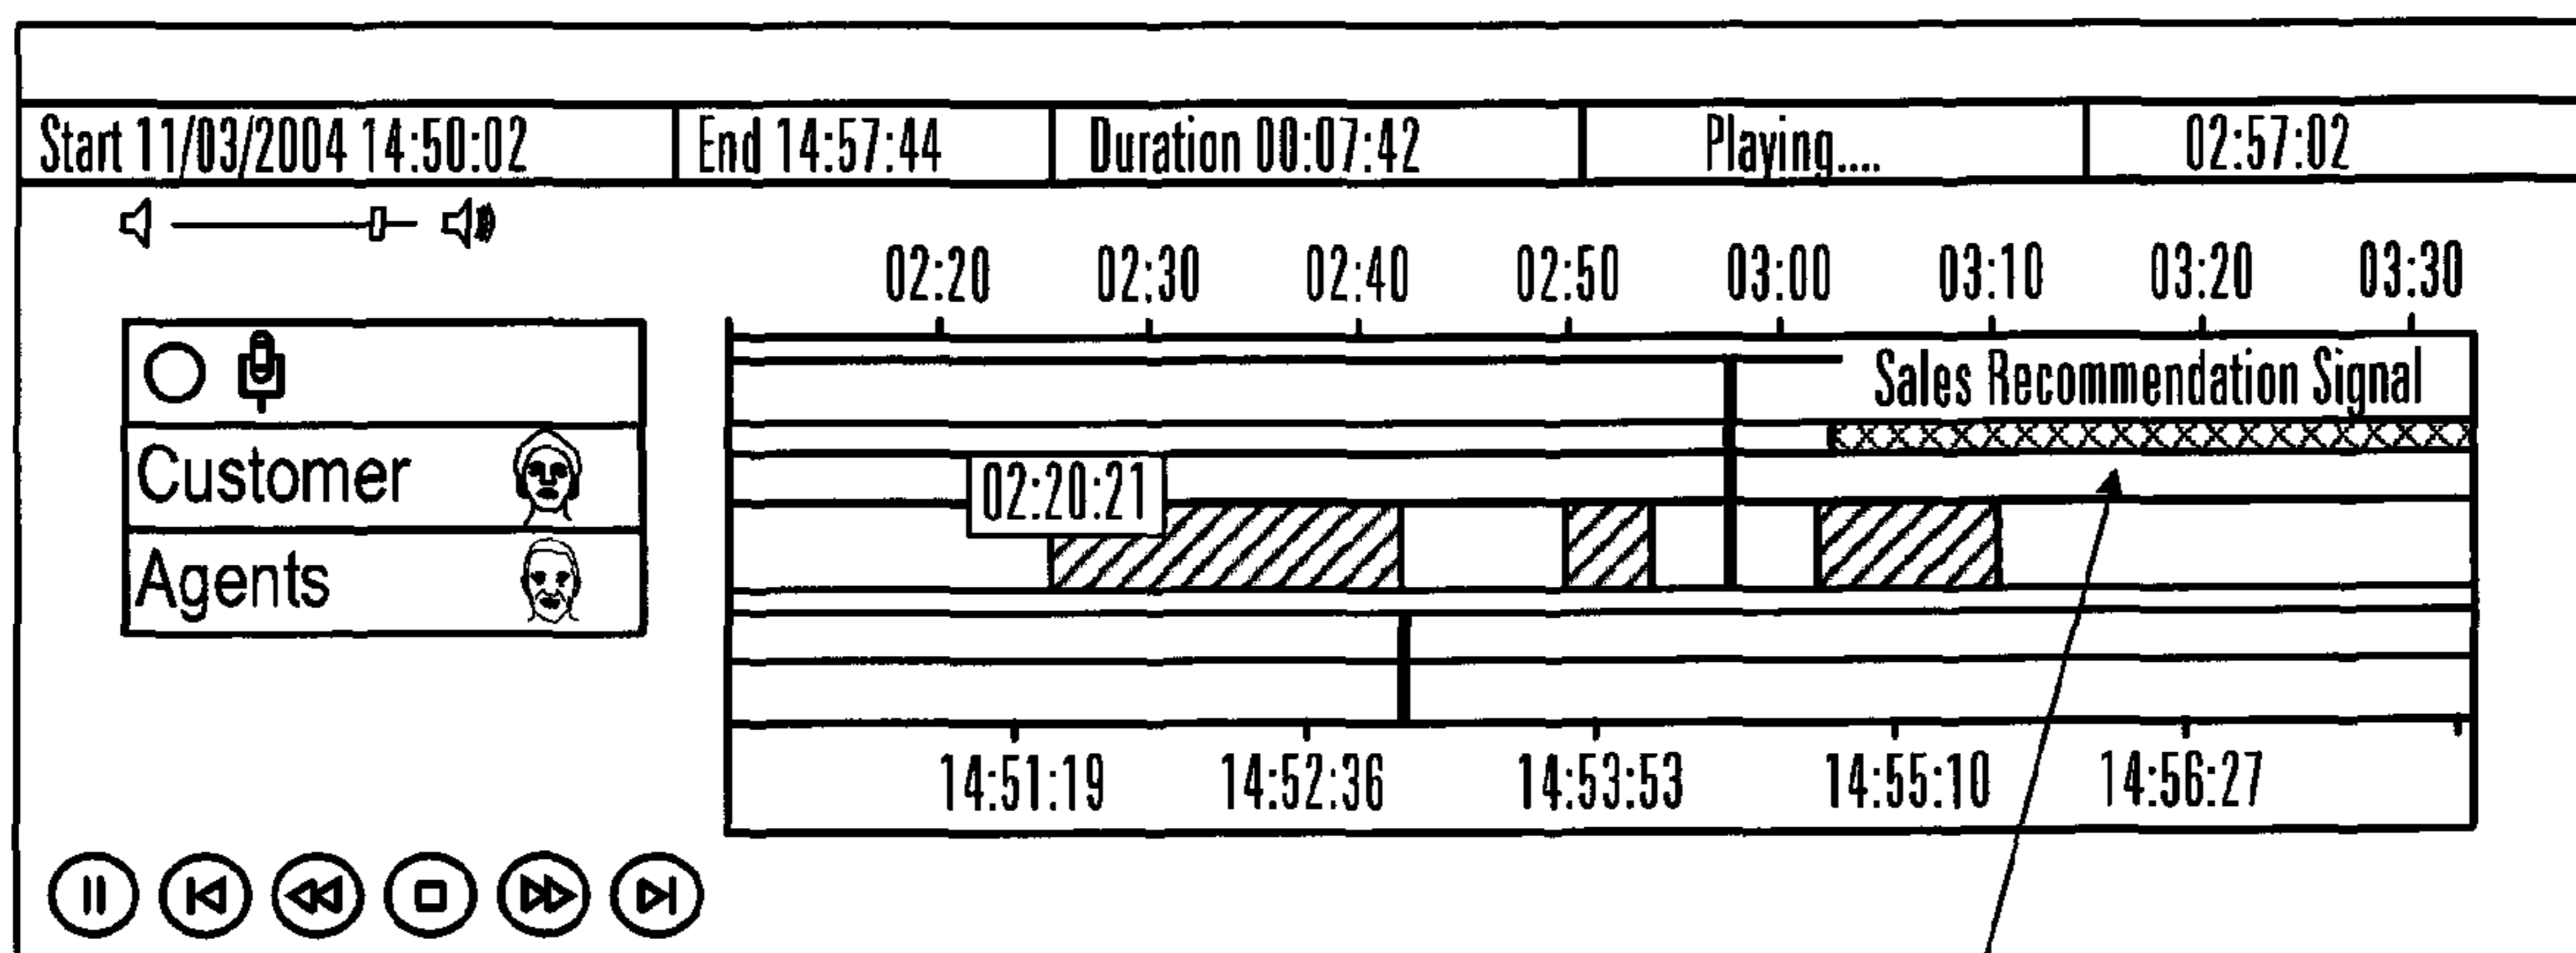 Start 11/03/2004 14:50:02 End 14:57:44 Duration 00:07:42 Playing.... 02:57:02
02:20 02:30 02:40 02:50 03:00 03:10 03:20 03:30
Sales Recommendation Signal
Customer
02:20:21
Agents
14:51:19 14:52:36 14:53:53 14:55:10 14:56:27